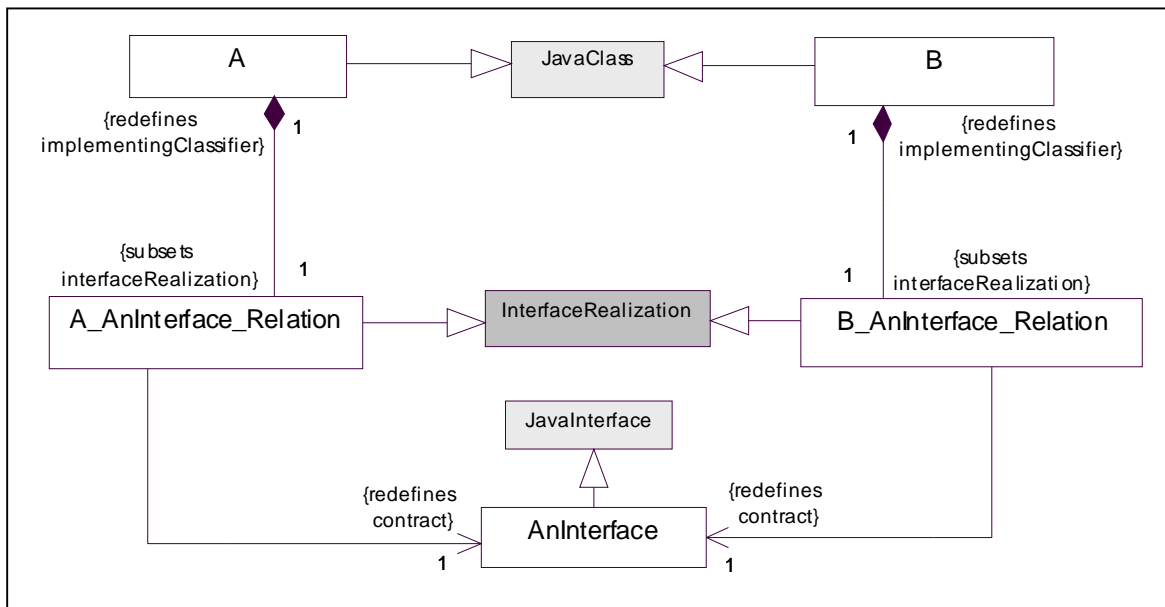 A
JavaClass
B
{redefines
implementingClassifier}
1
1
{redefines
implementingClassifier}
{subsets
interfaceRealization}
1
1
{subsets
interfaceRealization}
A_AnInterface_Relation
InterfaceRealization
B_AnInterface_Relation
JavaInterface
{redefines
contract}
{redefines
contract}
AnInterface
1
1